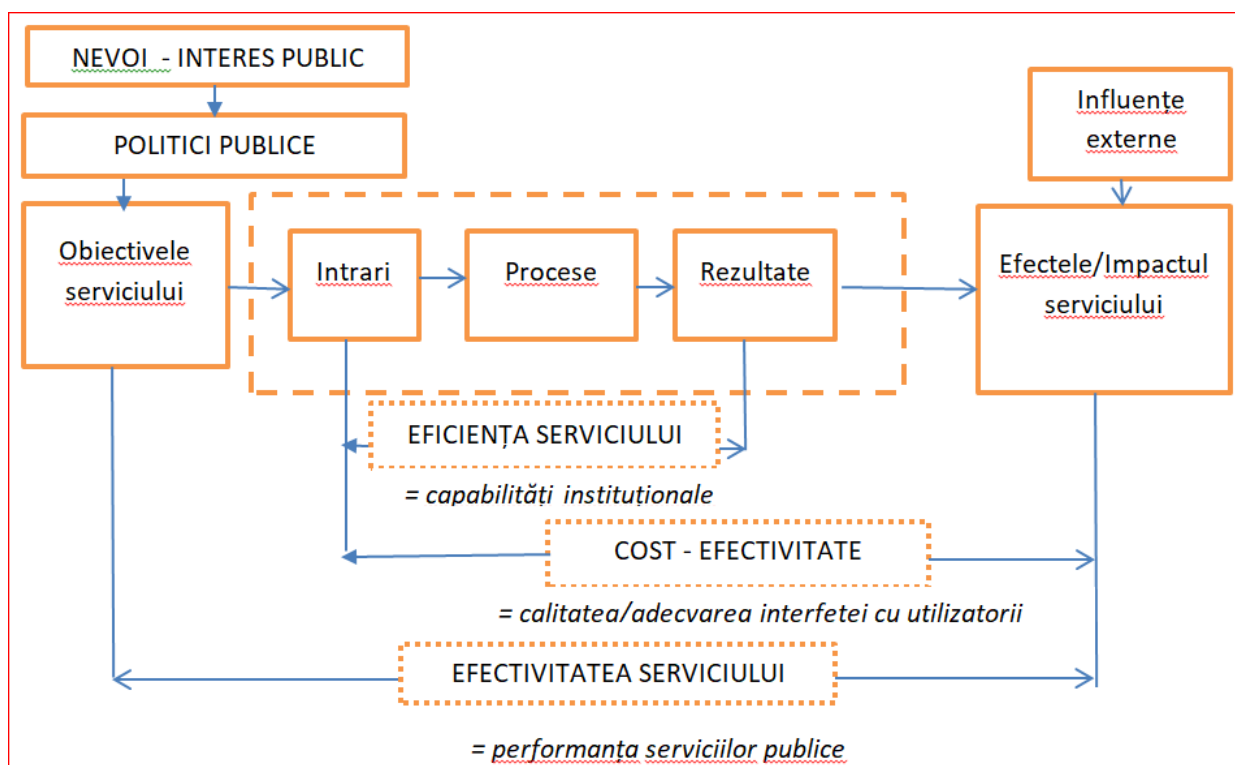 NEVOI - INTERES PUBLIC
POLITICI PUBLICE
Influențe
externe
Obiectivele
serviciului
Intrari
Procese
Rezultate
Efectele/Impactul
serviciului
EFICIENȚA SERVICIULUI
= capabilități instituționale
COST - EFECTIVITATE
= calitatea/adecvarea interfetei cu utilizatorii
EFECTIVITATEA SERVICIULUI
= performanța serviciilor publice